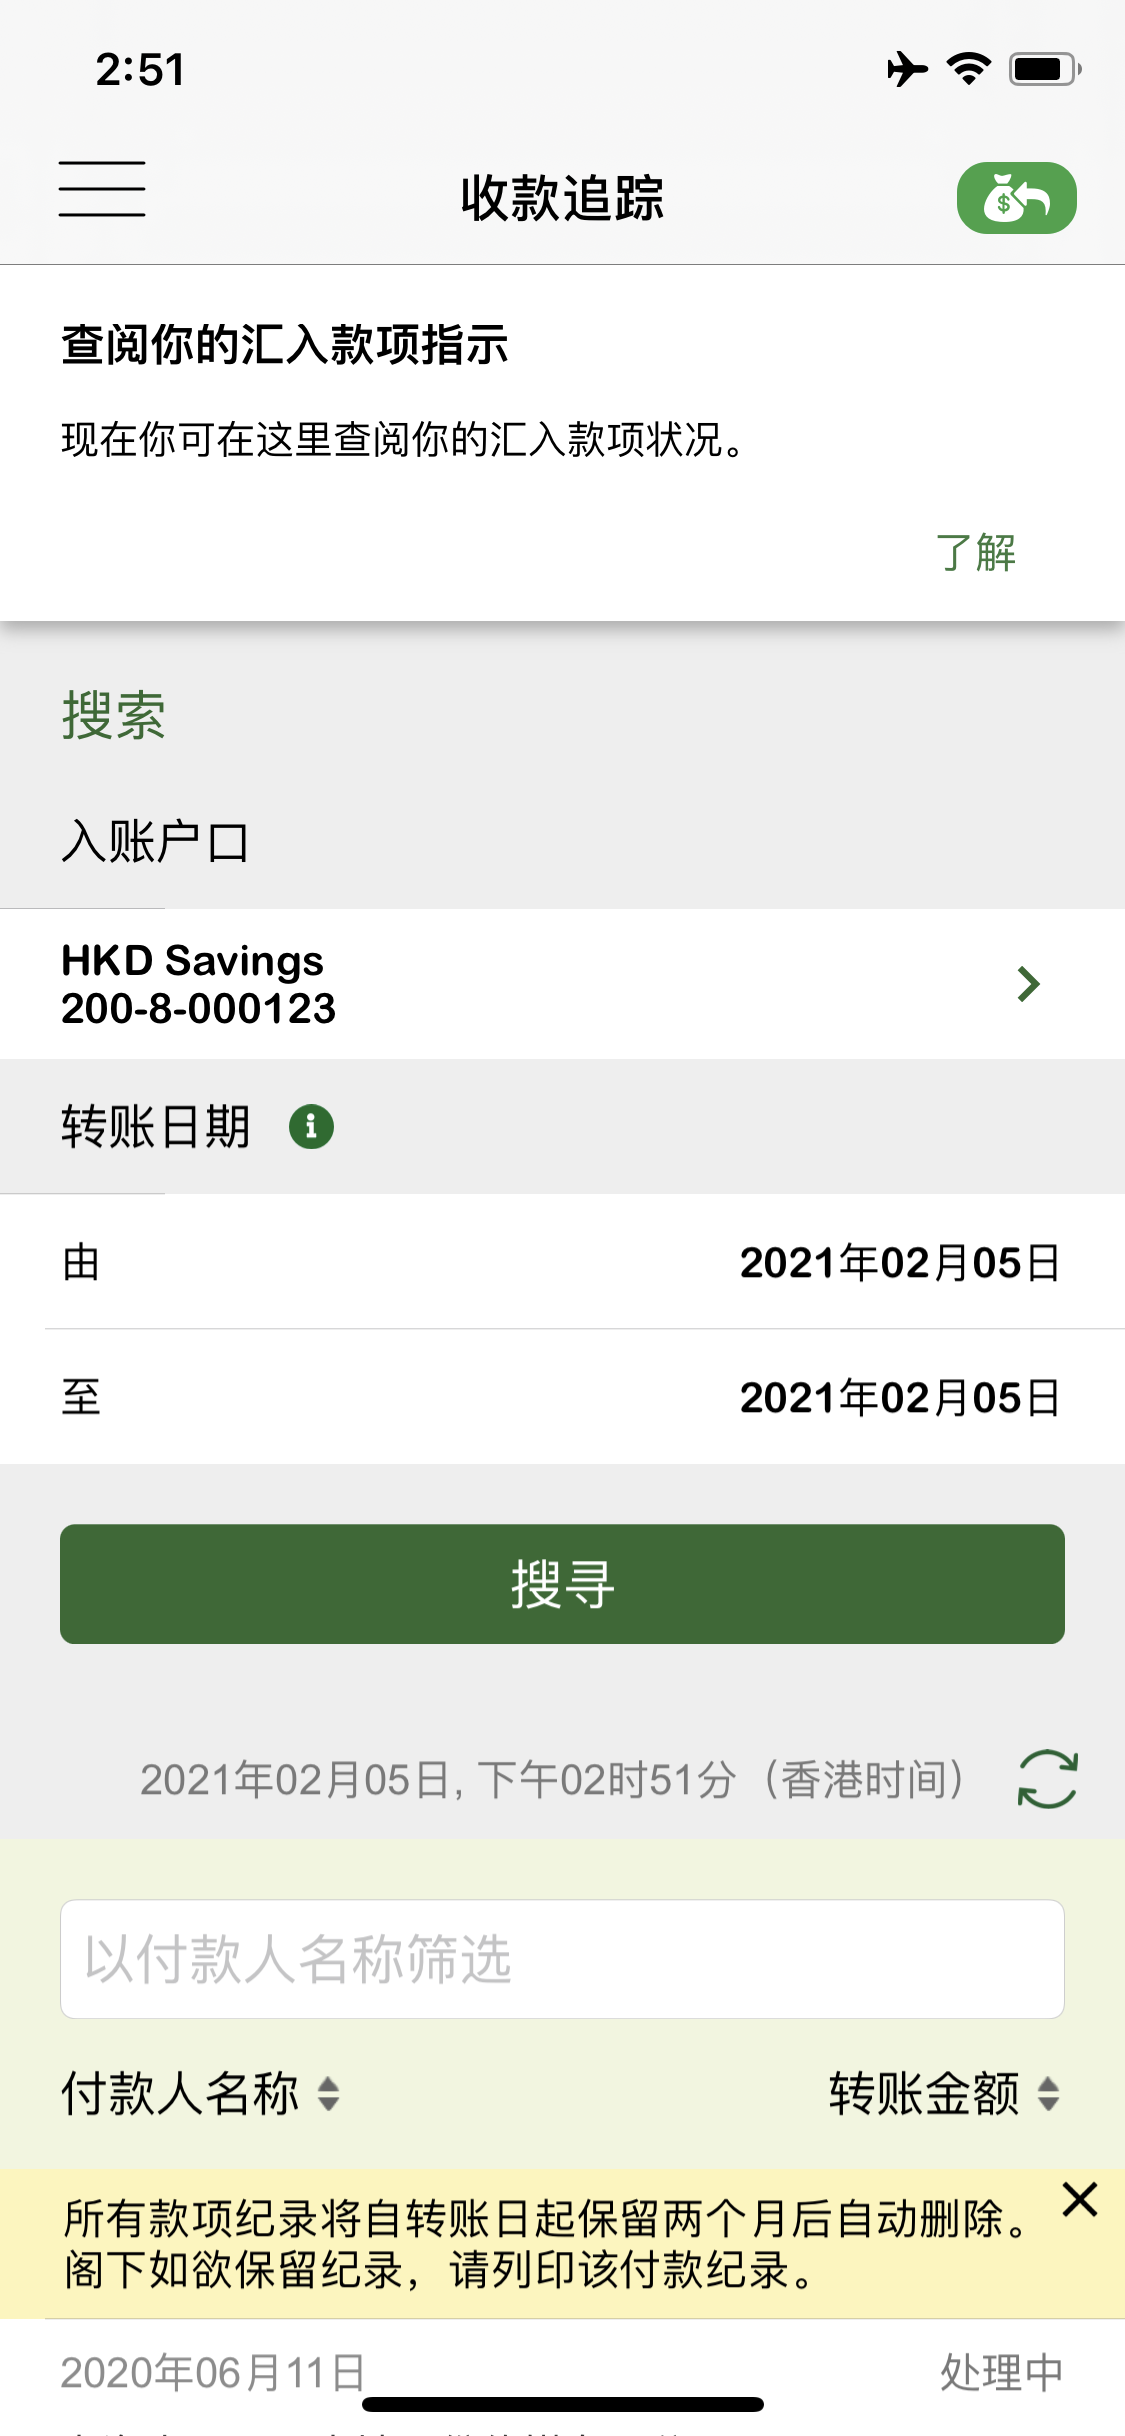 2:51
收款追踪
查阅你的汇入款项指示
现在你可在这里查阅你的汇入款项状况。
了解
搜索
入账户口
HKD Savings
200-8-000123
转账日期
由 2021年02月05日
至 2021年02月05日
搜寻
2021年02月05日, 下午02时51分（香港时间）
以付款人名称筛选
付款人名称 转账金额
所有款项纪录将自转账日起保留两个月后自动删除。
阁下如欲保留纪录，请列印该付款纪录。
2020年06月11日 处理中